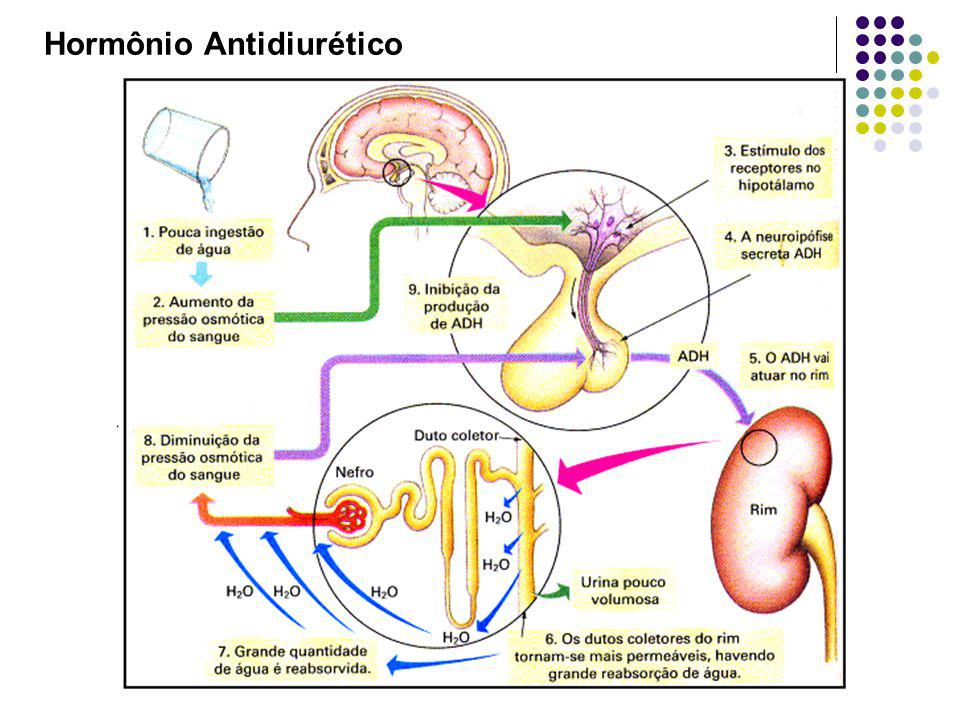 Hormônio Antidiurético
1. Pouca ingestão
de água
2. Aumento da
pressão osmótica
do sangue
3. Estímulo dos
receptores no
hipotálamo
4. A neuroipófise
secreta ADH
9. Inibição da
produção
de ADH
ADH
5. O ADH vai
atuar no rim
8. Diminuição da
pressão osmótica
do sangue
Duto coletor
Nefro
Rim
H₂O
H₂O
H₂O
H₂O
H₂O
H₂O
Urina pouco
volumosa
6. Os dutos coletores do rim
tornam-se mais permeáveis, havendo
grande reabsorção de água.
7. Grande quantidade
de água é reabsorvida.